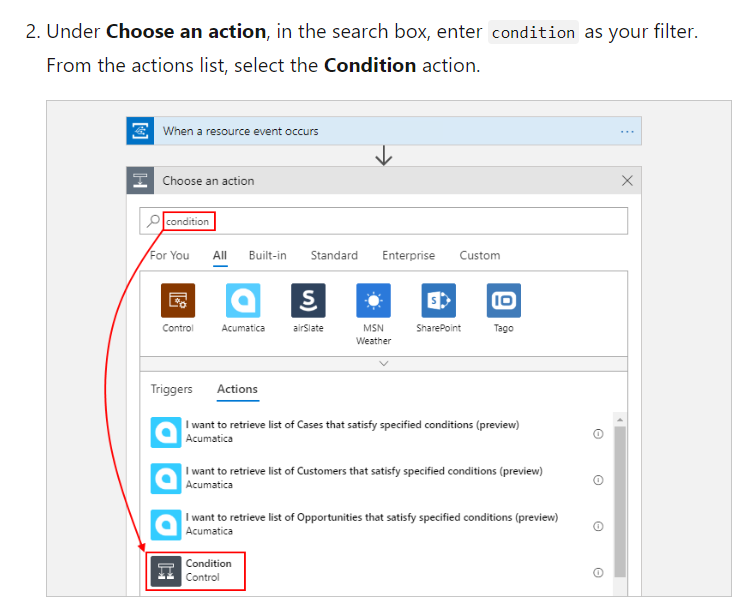 2. Under Choose an action, in the search box, enter condition as your filter.
From the actions list, select the Condition action.
When a resource event occurs
Choose an action
condition
For You All Built-in Standard Enterprise Custom
Control Acumatica airSlate MSN Weather SharePoint Tago
Triggers Actions
I want to retrieve list of Cases that satisfy specified conditions (preview)
Acumatica
I want to retrieve list of Customers that satisfy specified conditions (preview)
Acumatica
I want to retrieve list of Opportunities that satisfy specified conditions (preview)
Acumatica
Condition
Control